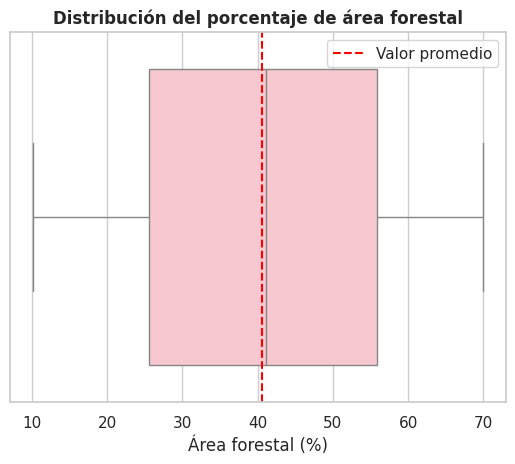 Distribución del porcentaje de área forestal
Valor promedio
10 20 30 40 50 60 70
Área forestal (%)